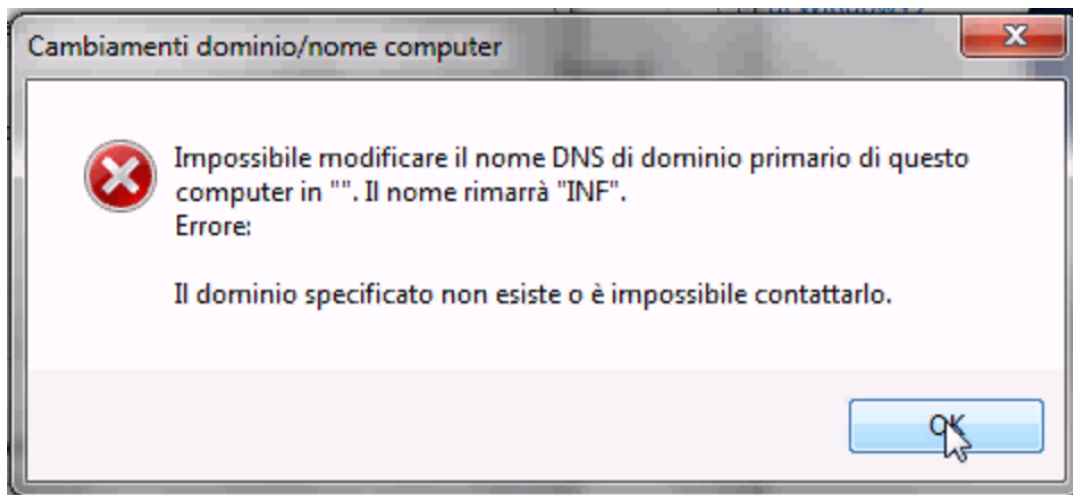 Cambiamenti dominio/nome computer
Impossibile modificare il nome DNS di dominio primario di questo
computer in "". Il nome rimarrà "INF".
Errore:
Il dominio specificato non esiste o è impossibile contattarlo.
OK